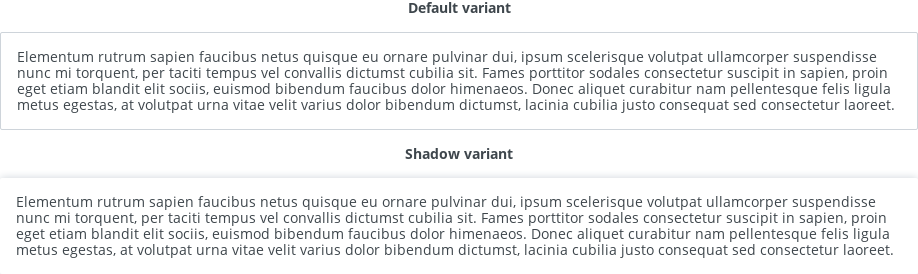 Default variant
Elementum rutrum sapien faucibus netus quisque eu ornare pulvinar dui, ipsum scelerisque volutpat ullamcorper suspendisse
nunc mi torquent, per taciti tempus vel convallis dictumst cubilia sit. Fames porttitor sodales consectetur suscipit in sapien, proin
eget etiam blandit elit sociis, euismod bibendum faucibus dolor himenaeos. Donec aliquet curabitur nam pellentesque felis ligula
metus egestas, at volutpat urna vitae velit varius dolor bibendum dictumst, lacinia cubilia justo consequat sed consectetur laoreet.
Shadow variant
Elementum rutrum sapien faucibus netus quisque eu ornare pulvinar dui, ipsum scelerisque volutpat ullamcorper suspendisse
nunc mi torquent, per taciti tempus vel convallis dictumst cubilia sit. Fames porttitor sodales consectetur suscipit in sapien, proin
eget etiam blandit elit sociis, euismod bibendum faucibus dolor himenaeos. Donec aliquet curabitur nam pellentesque felis ligula
metus egestas, at volutpat urna vitae velit varius dolor bibendum dictumst, lacinia cubilia justo consequat sed consectetur laoreet.